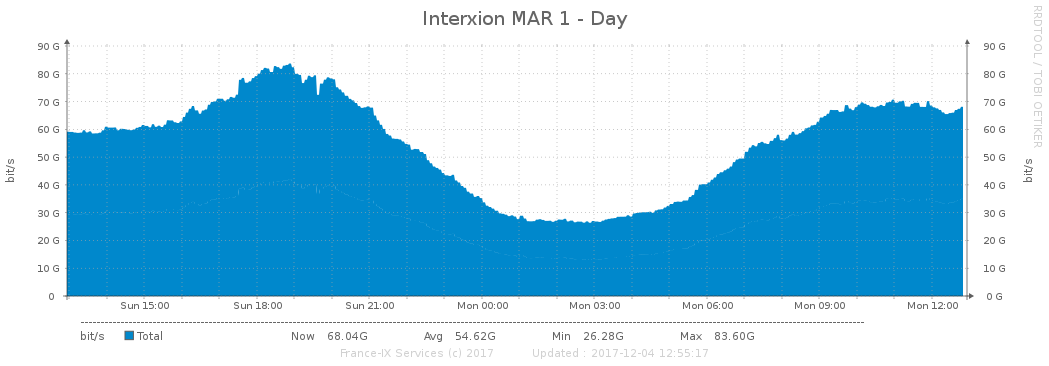 Interxion MAR 1 - Day
RRDTOOL / TOBI OETIKER
bit/s
90 G 90 G
80 G 80 G
70 G 70 G
60 G 60 G
50 G 50 G
40 G 40 G
30 G 30 G
20 G 20 G
10 G 10 G
0 0 G
bit/s
Sun 15:00 Sun 18:00 Sun 21:00 Mon 00:00 Mon 03:00 Mon 06:00 Mon 09:00 Mon 12:00
bit/s Total Now 68.04G Avg 54.62G Min 26.28G Max 83.60G
France-IX Services (c) 2017 Updated : 2017-12-04 12:55:17